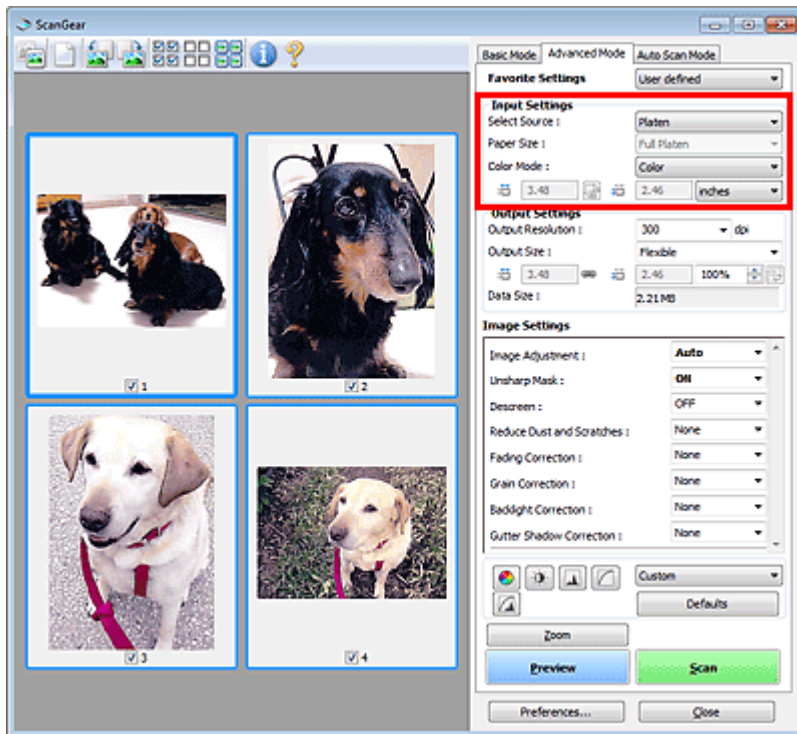 ScanGear
Basic Mode Advanced Mode Auto Scan Mode
Favorite Settings User defined
Input Settings
Select Source : Platen
Paper Size : Full Platen
Color Mode : Color
3.48 2.46 inches
Output Settings
Output Resolution : 300 dpi
Output Size : Flexible
3.48 2.46 100%
Data Size : 2.21MB
Image Settings
Image Adjustment : Auto
Unsharp Mask : ON
Descreen : OFF
Reduce Dust and Scratches : None
Fading Correction : None
Grain Correction : None
Backlight Correction : None
Gutter Shadow Correction : None
Custom
Defaults
Zoom
Preview Scan
Preferences... Close
1 2
3 4